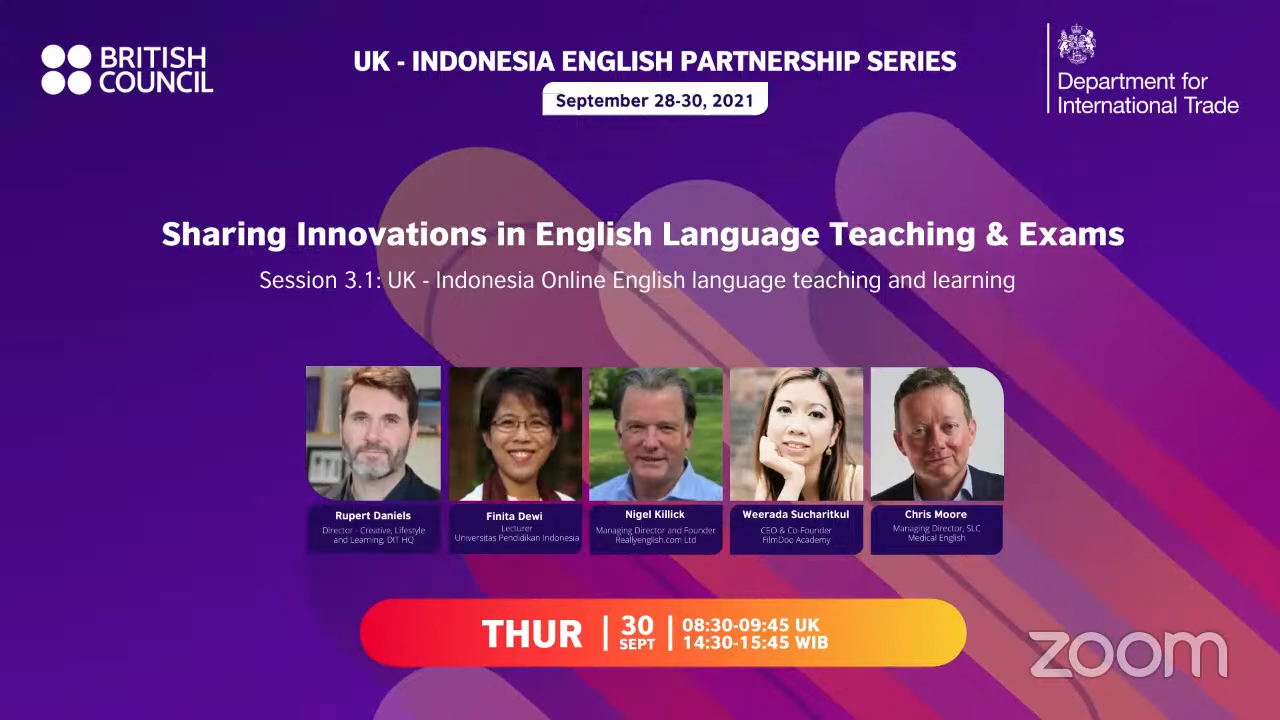 BRITISH
COUNCIL
UK - INDONESIA ENGLISH PARTNERSHIP SERIES
September 28-30, 2021
Department for
International Trade
Sharing Innovations in English Language Teaching & Exams
Session 3.1: UK - Indonesia Online English language teaching and learning
Rupert Daniels
Director - Creative, Lifestyle
and Learning, DIT HQ
Finita Dewi
Lecturer
Universitas Pendidikan Indonesia
Nigel Killick
Managing Director and Founder
Reallyenglish.com Ltd
Weerada Sucharitkul
CEO & Co-Founder
FilmDoo Academy
Chris Moore
Managing Director, SLC
Medical English
THUR
30
SEPT
08:30-09:45 UK
14:30-15:45 WIB
zoom